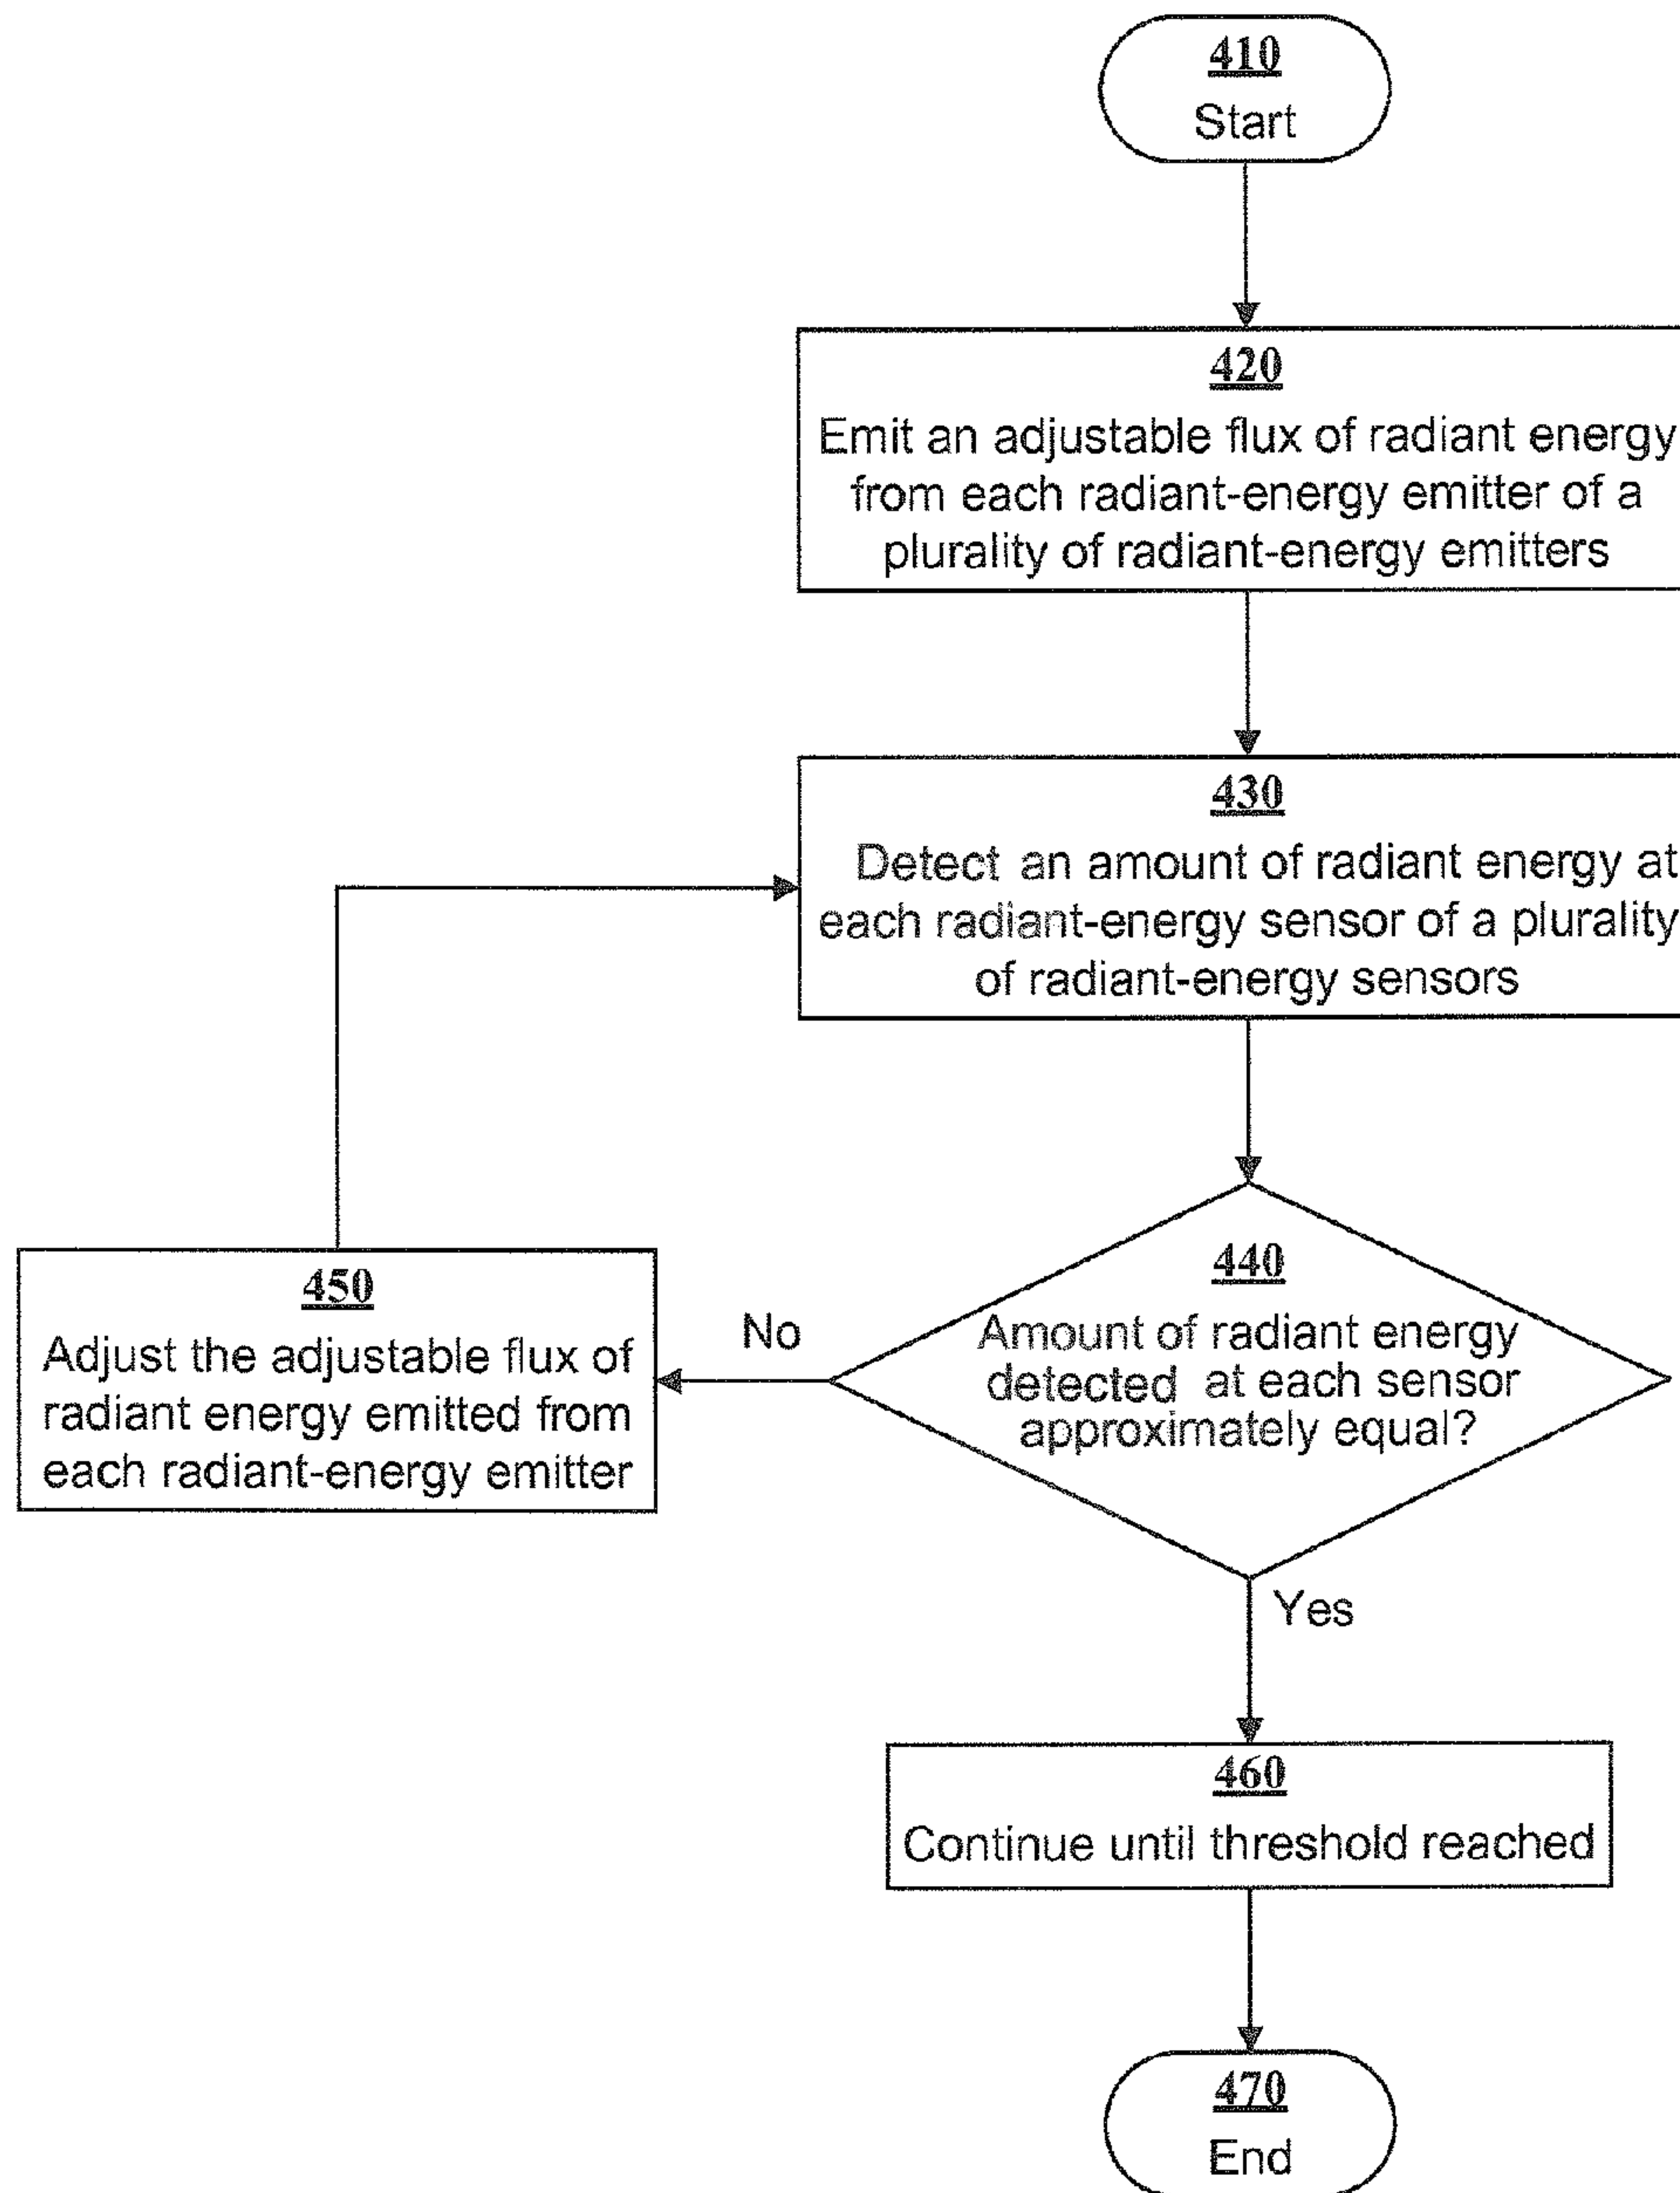 410
Start
420
Emit an adjustable flux of radiant energy
from each radiant-energy emitter of a
plurality of radiant-energy emitters
430
Detect an amount of radiant energy at
each radiant-energy sensor of a plurality
of radiant-energy sensors
440
Amount of radiant energy
detected at each sensor
approximately equal?
No
450
Adjust the adjustable flux of
radiant energy emitted from
each radiant-energy emitter
Yes
460
Continue until threshold reached
470
End